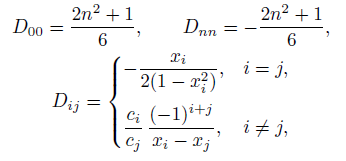 $D_{00} = \frac{2n^2+1}{6}, \qquad D_{nn} = -\frac{2n^2+1}{6},$
$D_{ij} = \begin{cases} -\frac{x_i}{2(1-x_i^2)}, & i = j, \\ \frac{c_i}{c_j} \frac{(-1)^{i+j}}{x_i - x_j}, & i \neq j, \end{cases}$